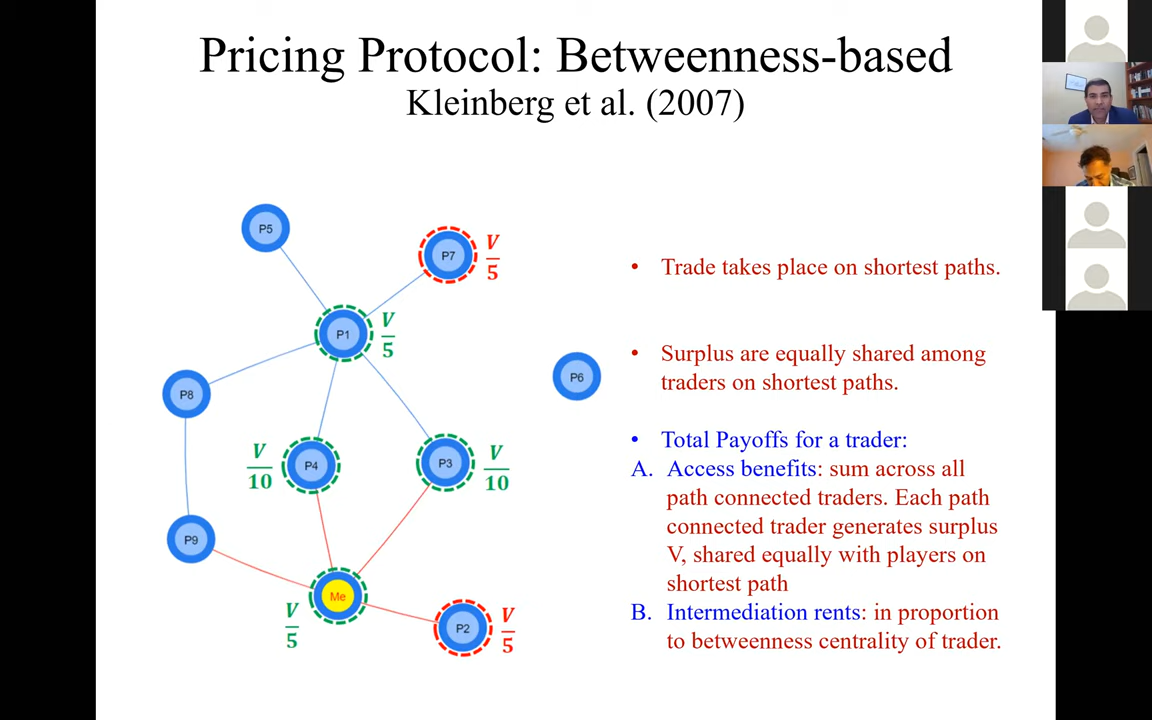 Pricing Protocol: Betweenness-based
Kleinberg et al. (2007)
P5
P7
V
5
P1
V
5
P8
P6
V
10
P4
P3
V
10
P9
Me
V
5
P2
V
5
• Trade takes place on shortest paths.
• Surplus are equally shared among
traders on shortest paths.
• Total Payoffs for a trader:
A. Access benefits: sum across all
path connected traders. Each path
connected trader generates surplus
V, shared equally with players on
shortest path
B. Intermediation rents: in proportion
to betweenness centrality of trader.